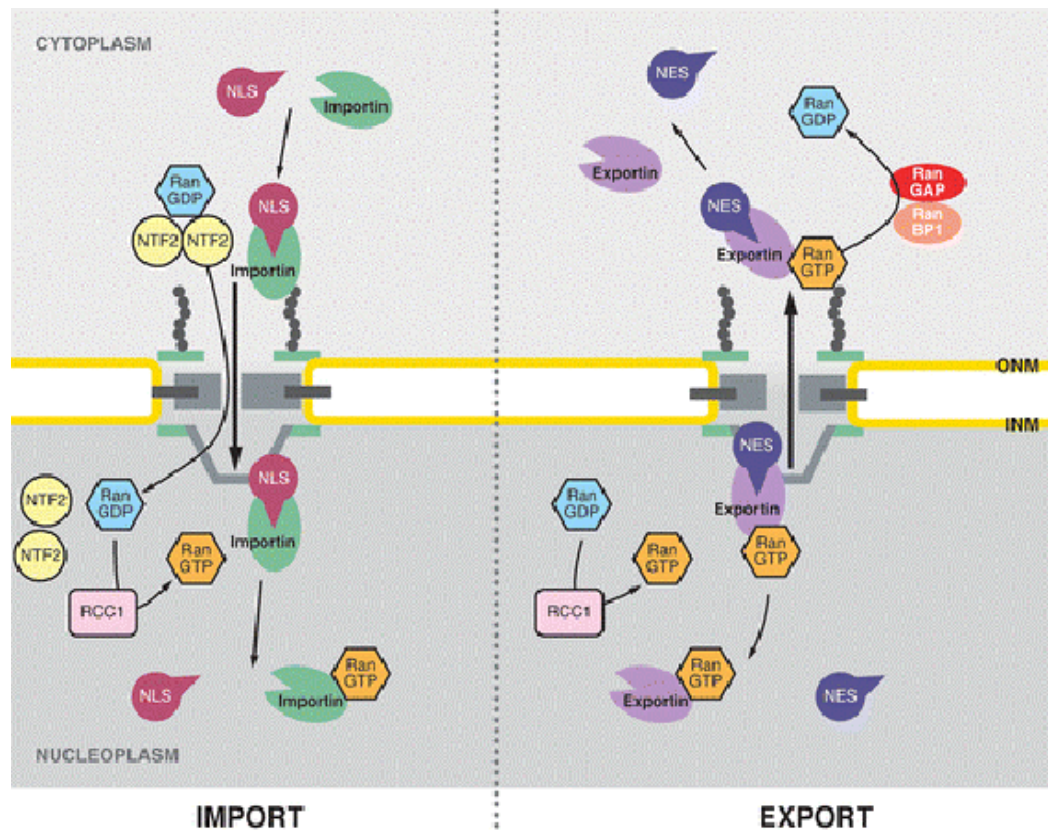 CYTOPLASM
NLS
Importin
Ran
GDP
NTF2
NTF2
NLS
Importin
NTF2
NTF2
Ran
GDP
NLS
Importin
Ran
GTP
RCC1
NLS
Importin
Ran
GTP
NUCLEOPLASM
IMPORT
NES
Exportin
Ran
GDP
Ran
GAP
Ran
BP1
NES
Exportin
Ran
GTP
ONM
INM
NES
Exportin
Ran
GTP
Ran
GDP
Ran
GTP
RCC1
Exportin
Ran
GTP
NES
EXPORT